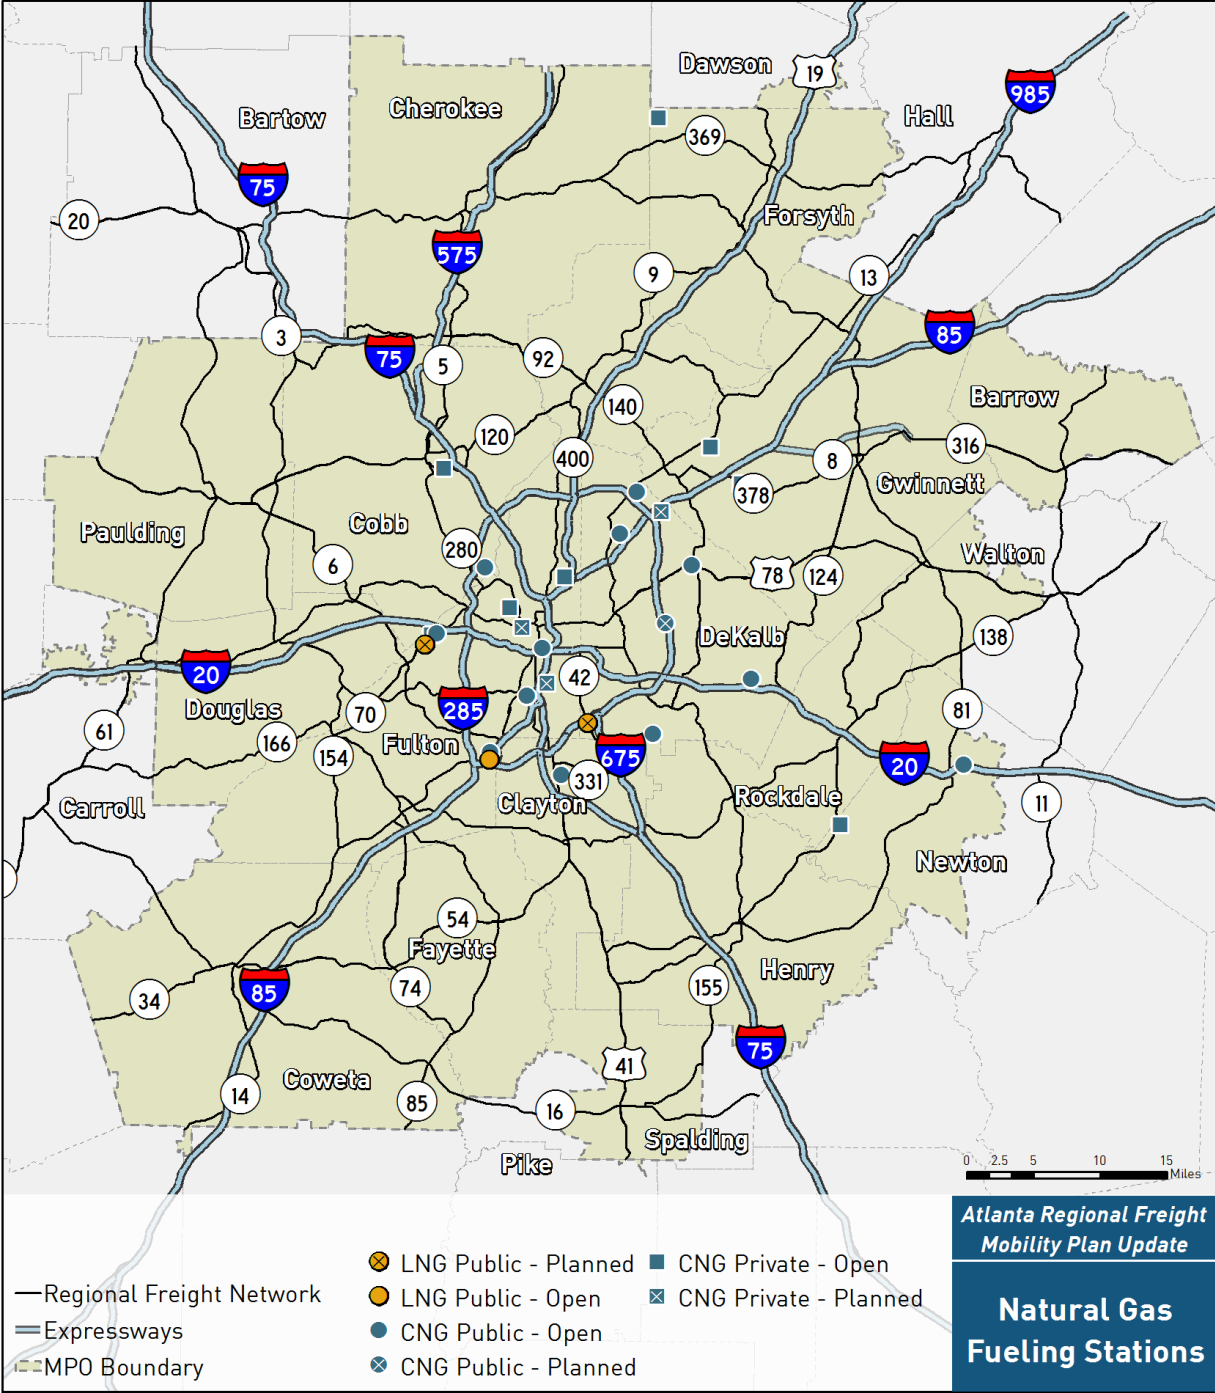 Dawson
19
985
Bartow
Cherokee
Hall
369
75
20
Forsyth
575
9
13
3
75
5
92
85
140
Barrow
120
400
8
316
378
Gwinnett
Paulding
Cobb
280
Walton
6
78
124
DeKalb
138
20
42
Douglas
70
285
81
61
166
154
Fulton
675
20
331
Carroll
Clayton
Rockdale
11
Newton
54
Fayette
Henry
34
85
74
155
75
41
Coweta
14
85
16
Spalding
Pike
0 2.5 5 10 15
Miles
Atlanta Regional Freight
Mobility Plan Update
Natural Gas
Fueling Stations
Regional Freight Network
Expressways
MPO Boundary
LNG Public - Planned
LNG Public - Open
CNG Public - Open
CNG Public - Planned
CNG Private - Open
CNG Private - Planned